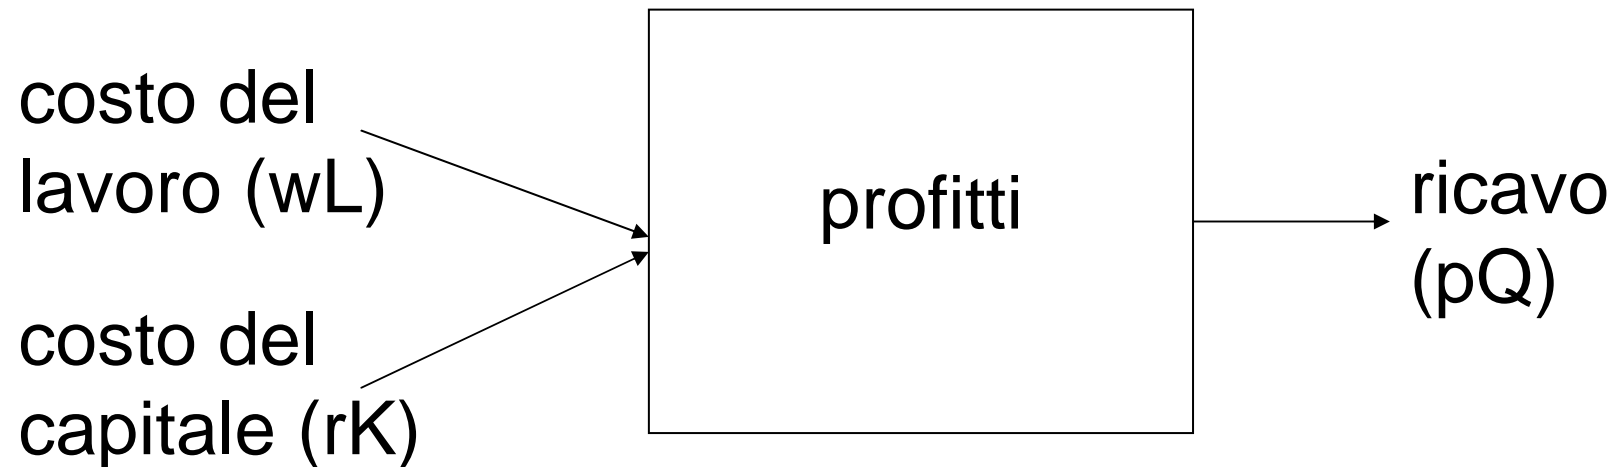 costo del
lavoro (wL)
costo del
capitale (rK)
profitti
ricavo
(pQ)